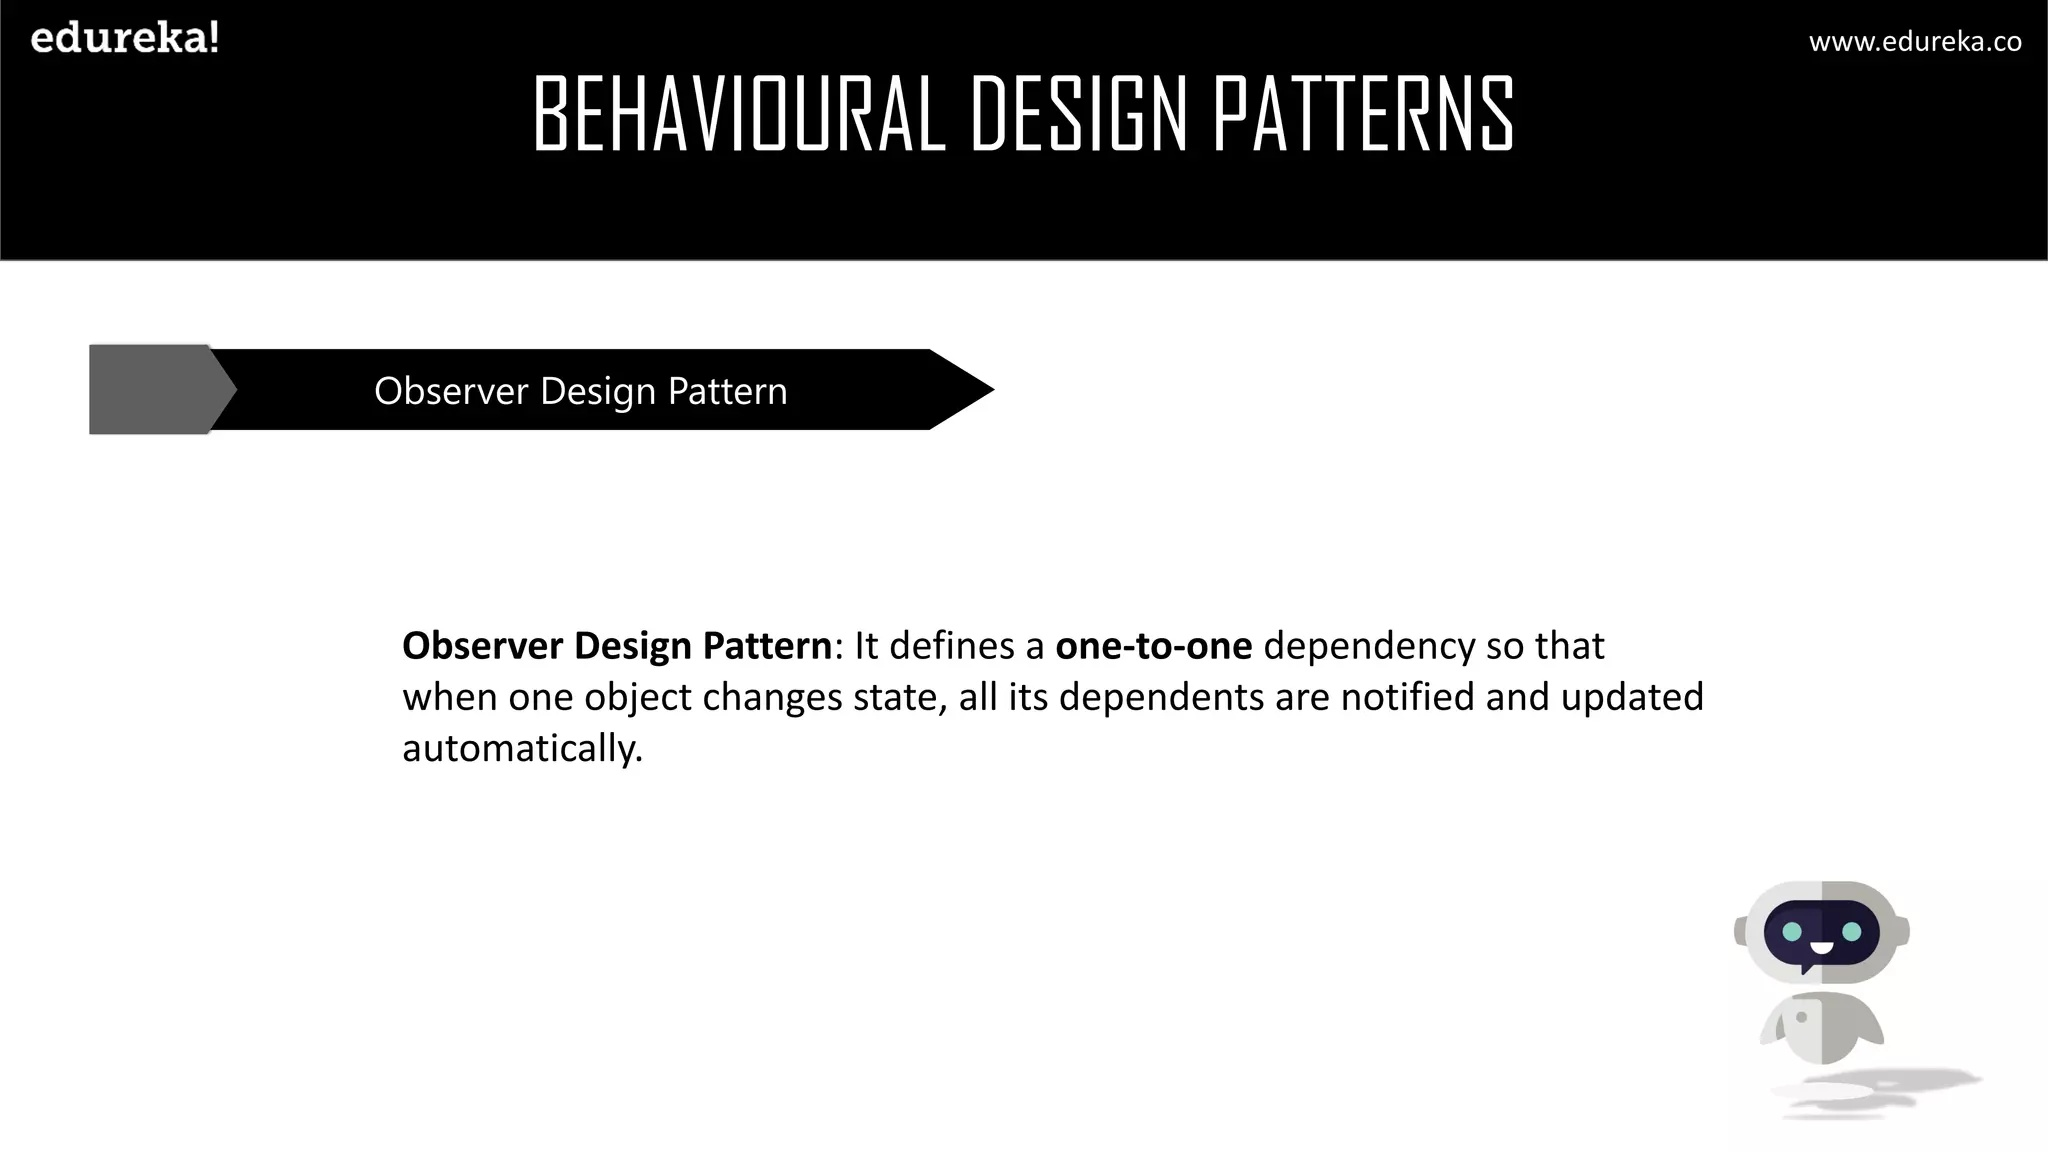 edureka!
www.edureka.co
BEHAVIOURAL DESIGN PATTERNS
Observer Design Pattern
Observer Design Pattern: It defines a one-to-one dependency so that
when one object changes state, all its dependents are notified and updated
automatically.